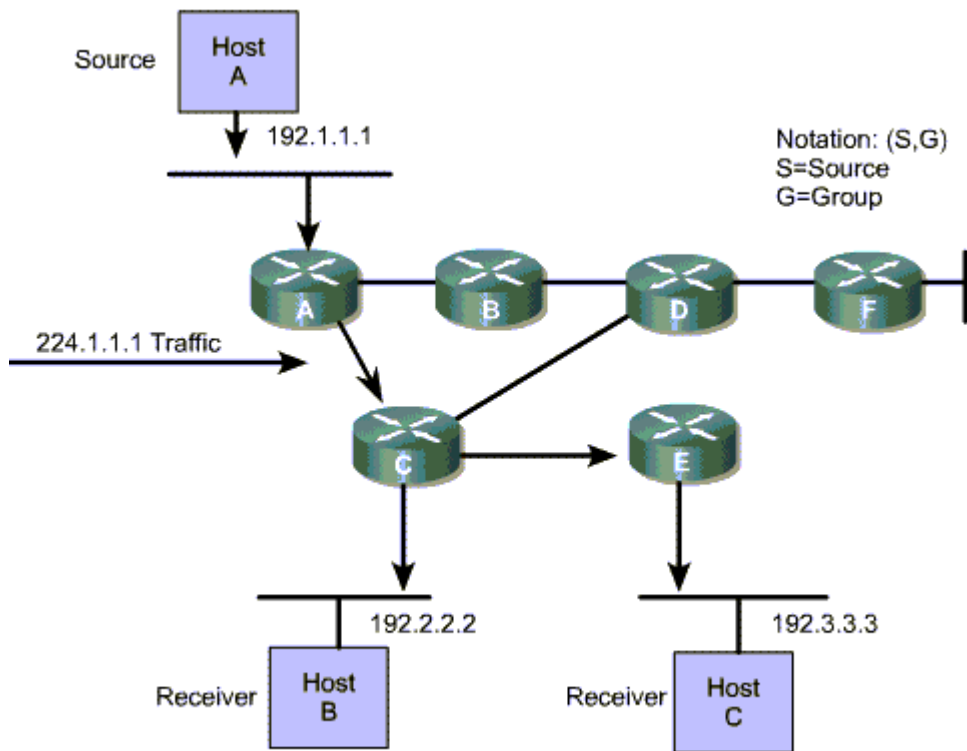 Source
Host
A
192.1.1.1
Notation: (S,G)
S=Source
G=Group
A
B
D
F
224.1.1.1 Traffic
C
E
192.2.2.2
192.3.3.3
Receiver
Host
B
Receiver
Host
C